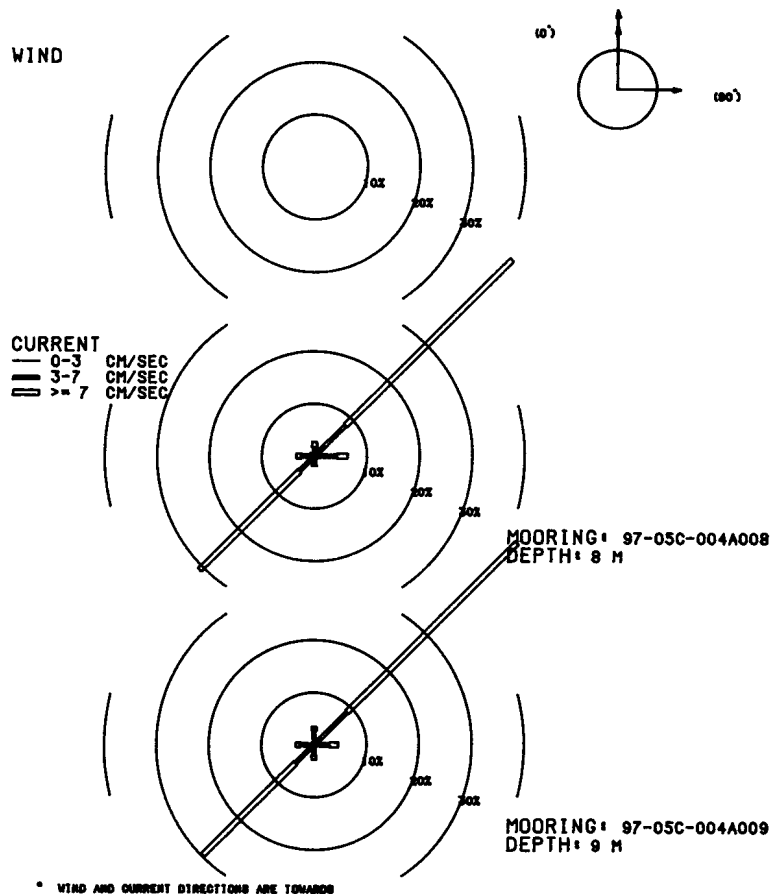 (0°)
WIND
(90°)
10%
20%
30%
CURRENT
0-3 CM/SEC
3-7 CM/SEC
>= 7 CM/SEC
10%
20%
30%
MOORING: 97-05C-004A008
DEPTH: 8 M
10%
20%
30%
MOORING: 97-05C-004A009
DEPTH: 9 M
* WIND AND CURRENT DIRECTIONS ARE TOWARDS